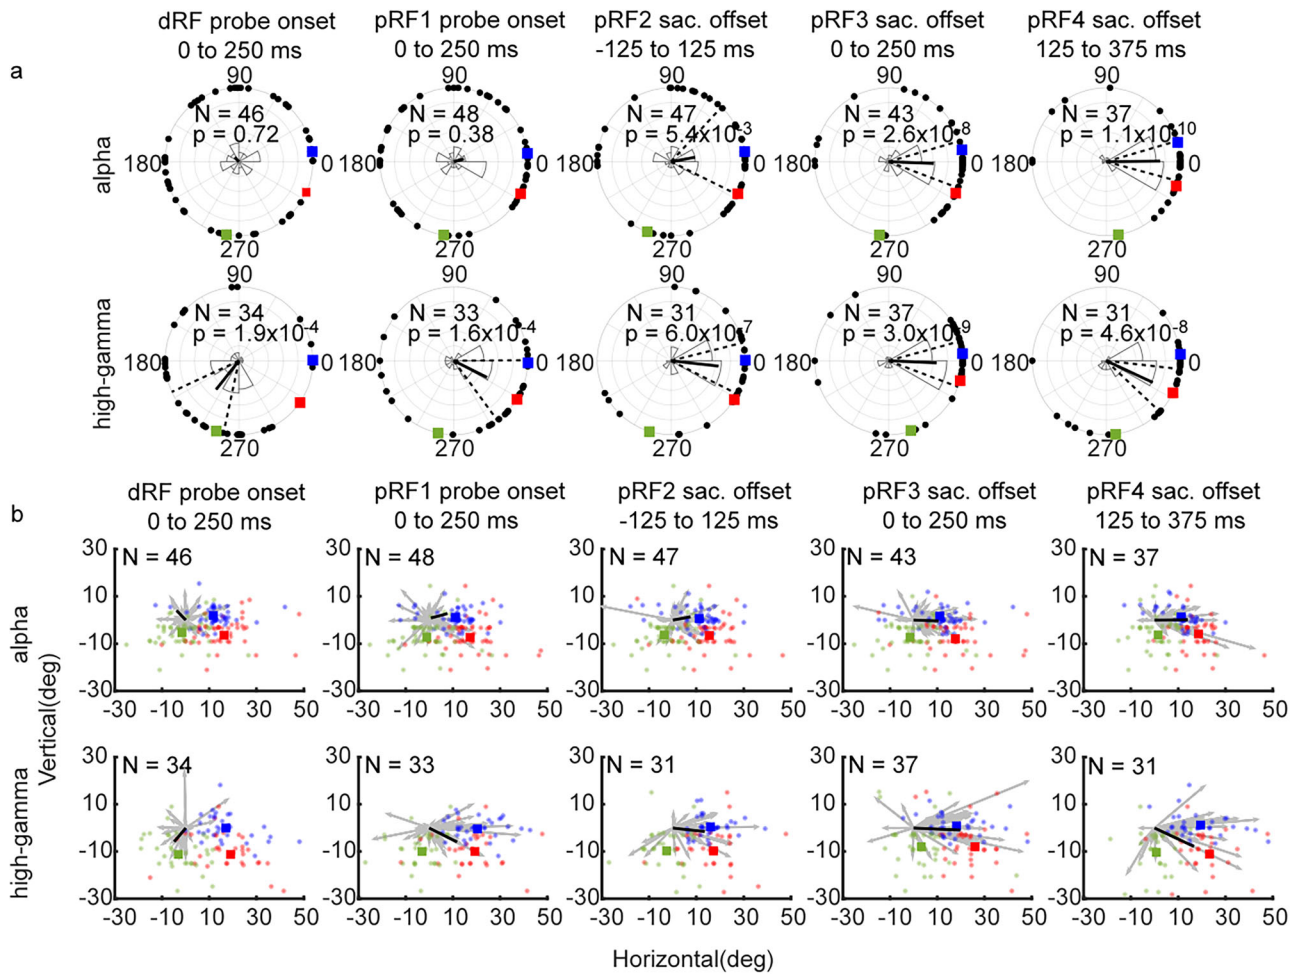 dRF probe onset
0 to 250 ms
pRF1 probe onset
0 to 250 ms
pRF2 sac. offset
-125 to 125 ms
pRF3 sac. offset
0 to 250 ms
pRF4 sac. offset
125 to 375 ms
a
alpha
90
N = 46
p = 0.72
180
0
270
90
N = 48
p = 0.38
180
0
270
90
N = 47
p = 5.4x10-3
180
0
270
90
N = 43
p = 2.6x10-8
180
0
270
90
N = 37
p = 1.1x10-10
180
0
270
high-gamma
90
N = 34
p = 1.9x10-4
180
0
270
90
N = 33
p = 1.6x10-4
180
0
270
90
N = 31
p = 6.0x10-7
180
0
270
90
N = 37
p = 3.0x10-9
180
0
270
90
N = 31
p = 4.6x10-8
180
0
270
b
dRF probe onset
0 to 250 ms
pRF1 probe onset
0 to 250 ms
pRF2 sac. offset
-125 to 125 ms
pRF3 sac. offset
0 to 250 ms
pRF4 sac. offset
125 to 375 ms
alpha
Vertical(deg)
30
10
-10
-30
N = 46
-30 -10 10 30 50
30
10
-10
-30
N = 48
-30 -10 10 30 50
30
10
-10
-30
N = 47
-30 -10 10 30 50
30
10
-10
-30
N = 43
-30 -10 10 30 50
30
10
-10
-30
N = 37
-30 -10 10 30 50
high-gamma
30
10
-10
-30
N = 34
-30 -10 10 30 50
30
10
-10
-30
N = 33
-30 -10 10 30 50
30
10
-10
-30
N = 31
-30 -10 10 30 50
30
10
-10
-30
N = 37
-30 -10 10 30 50
30
10
-10
-30
N = 31
-30 -10 10 30 50
Horizontal(deg)